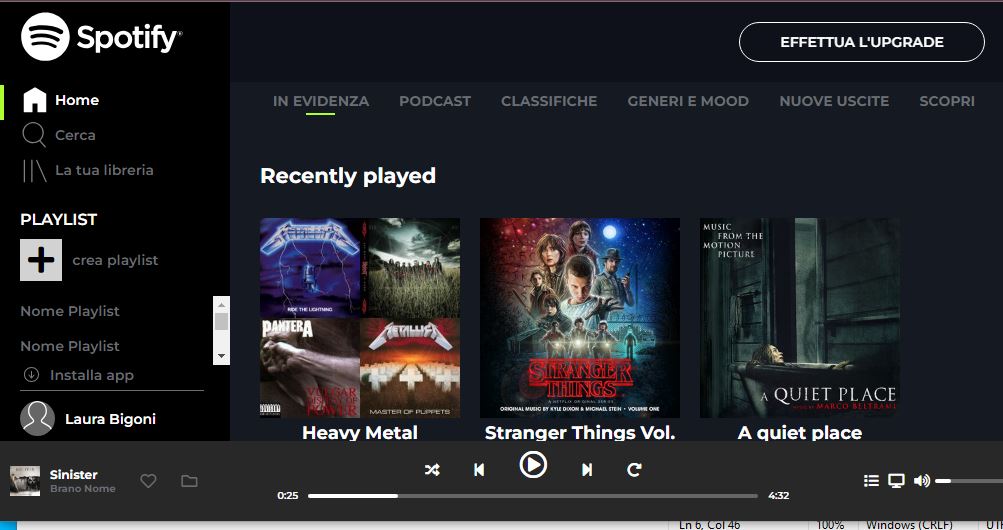 Spotify®
EFFETTUA L'UPGRADE
Home
Cerca
La tua libreria
PLAYLIST
crea playlist
Nome Playlist
Nome Playlist
Installa app
Laura Bigoni
IN EVIDENZA PODCAST CLASSIFICHE GENERI E MOOD NUOVE USCITE SCOPRI
Recently played
METALLICA
RIDE THE LIGHTNING
PANTERA
VULGAR
DISPLAY OF
POWER
METALLICA
MASTER OF PUPPETS
STRANGER
THINGS
A NETFLIX ORIGINAL SERIES
ORIGINAL MUSIC BY KYLE DIXON & MICHAEL STEIN • VOLUME ONE
MUSIC
FROM THE
MOTION
PICTURE
A QUIET PLACE
MUSIC BY MARCO BELTRAMI
Heavy Metal
Stranger Things Vol.
A quiet place
Sinister
Brano Nome
0:25
4:32
Ln 6, Col 46
100%
Windows (CRLF)
UTF